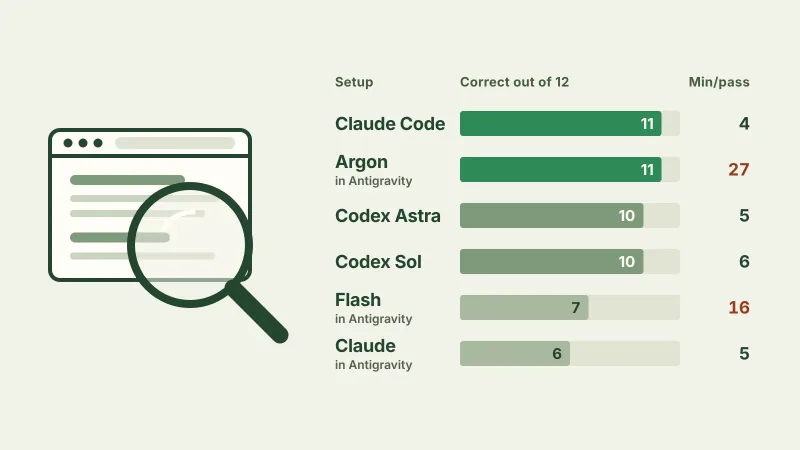 Setup Correct out of 12 Min/pass
Claude Code 11 4
Argon 11 27
in Antigravity
Codex Astra 10 5
Codex Sol 10 6
Flash 7 16
in Antigravity
Claude 6 5
in Antigravity